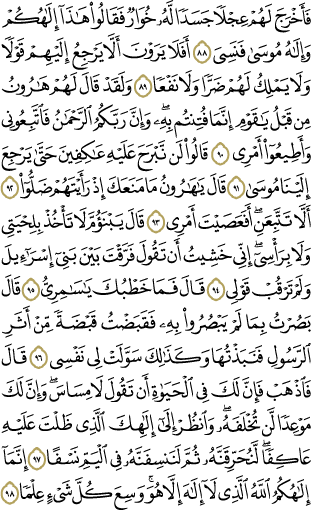 فَأَخْرَجَ لَهُمْ عِجْلًا جَسَدًا لَّهُۥ خُوَارٌ فَقَالُوا۟ هَٰذَآ إِلَٰهُكُمْ
وَإِلَٰهُ مُوسَىٰ فَنَسِىَ ٨٨ أَفَلَا يَرَوْنَ أَلَّا يَرْجِعُ إِلَيْهِمْ قَوْلًا
وَلَا يَمْلِكُ لَهُمْ ضَرًّا وَلَا نَفْعًا ٨٩ وَلَقَدْ قَالَ لَهُمْ هَٰرُونُ
مِن قَبْلُ يَٰقَوْمِ إِنَّمَا فُتِنتُم بِهِۦ ۖ وَإِنَّ رَبَّكُمُ ٱلرَّحْمَٰنُ فَٱتَّبِعُونِى
وَأَطِيعُوٓا۟ أَمْرِى ٩٠ قَالُوا۟ لَن نَّبْرَحَ عَلَيْهِ عَٰكِفِينَ حَتَّىٰ يَرْجِعَ
إِلَيْنَا مُوسَىٰ ٩١ قَالَ يَٰهَٰرُونُ مَا مَنَعَكَ إِذْ رَأَيْتَهُمْ ضَلُّوٓا۟ ٩٢
أَلَّا تَتَّبِعَنِ ۖ أَفَعَصَيْتَ أَمْرِى ٩٣ قَالَ يَبْنَؤُمَّ لَا تَأْخُذْ بِلِحْيَتِى
وَلَا بِرَأْسِىٓ ۖ إِنِّى خَشِيتُ أَن تَقُولَ فَرَّقْتَ بَيْنَ بَنِىٓ إِسْرَٰٓءِيلَ
وَلَمْ تَرْقُبْ قَوْلِى ٩٤ قَالَ فَمَا خَطْبُكَ يَٰسَٰمِرِىُّ ٩٥ قَالَ
بَصُرْتُ بِمَا لَمْ يَبْصُرُوا۟ بِهِۦ فَقَبَضْتُ قَبْضَةً مِّنْ أَثَرِ
ٱلرَّسُولِ فَنَبَذْتُهَا وَكَذَٰلِكَ سَوَّلَتْ لِى نَفْسِى ٩٦ قَالَ
فَٱذْهَبْ فَإِنَّ لَكَ فِى ٱلْحَيَوٰةِ أَن تَقُولَ لَا مِسَاسَ ۖ وَإِنَّ لَكَ
مَوْعِدًا لَّن تُخْلَفَهُۥ ۖ وَٱنظُرْ إِلَىٰٓ إِلَٰهِكَ ٱلَّذِى ظَلْتَ عَلَيْهِ
عَاكِفًا ۖ لَّنُحَرِّقَنَّهُۥ ثُمَّ لَنَنسِفَنَّهُۥ فِى ٱلْيَمِّ نَسْفًا ٩٧ إِنَّمَآ
إِلَٰهُكُمُ ٱللَّهُ ٱلَّذِى لَآ إِلَٰهَ إِلَّا هُوَ ۚ وَسِعَ كُلَّ شَىْءٍ عِلْمًا ٩٨